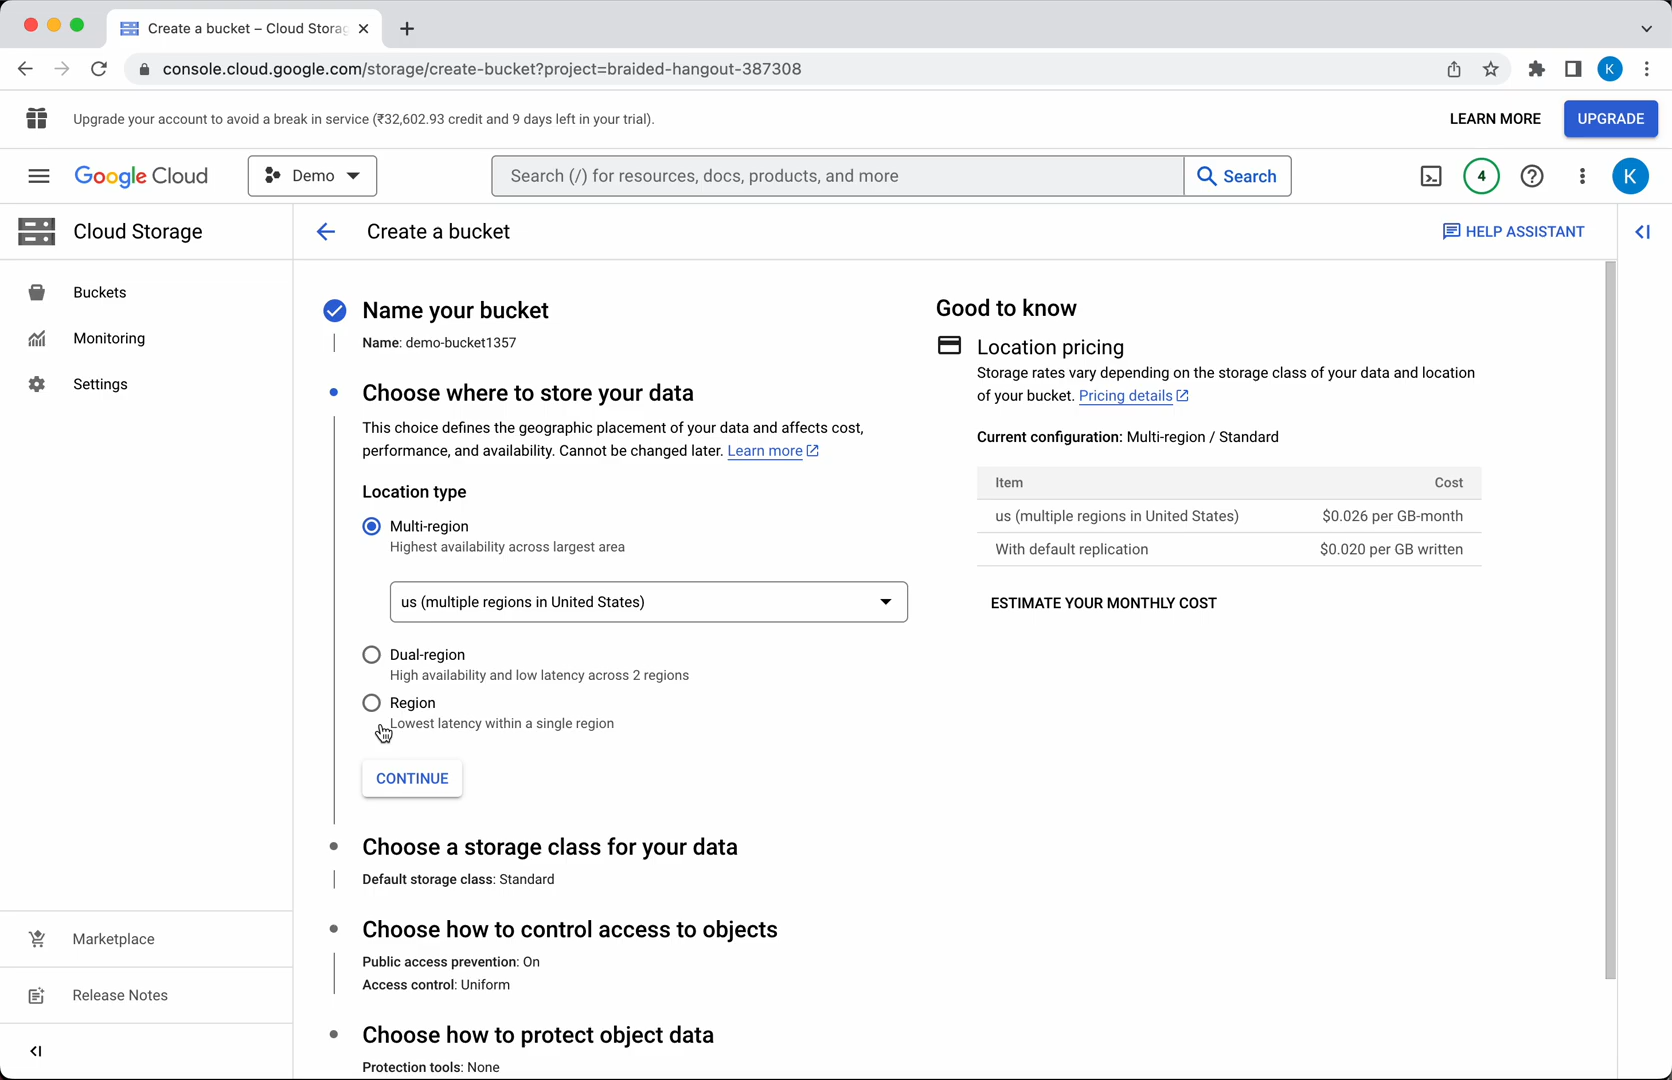 Create a bucket – Cloud Storag
console.cloud.google.com/storage/create-bucket?project=braided-hangout-387308
K
Upgrade your account to avoid a break in service (₹32,602.93 credit and 9 days left in your trial).
LEARN MORE
UPGRADE
Google Cloud
Demo
Search (/) for resources, docs, products, and more
Search
4
K
Cloud Storage
Create a bucket
HELP ASSISTANT
Buckets
Monitoring
Settings
Marketplace
Release Notes
Name your bucket
Name: demo-bucket1357
Choose where to store your data
This choice defines the geographic placement of your data and affects cost,
performance, and availability. Cannot be changed later. Learn more
Location type
Multi-region
Highest availability across largest area
us (multiple regions in United States)
Dual-region
High availability and low latency across 2 regions
Region
Lowest latency within a single region
CONTINUE
Choose a storage class for your data
Default storage class: Standard
Choose how to control access to objects
Public access prevention: On
Access control: Uniform
Choose how to protect object data
Protection tools: None
Good to know
Location pricing
Storage rates vary depending on the storage class of your data and location
of your bucket. Pricing details
Current configuration: Multi-region / Standard
Item Cost
us (multiple regions in United States) $0.026 per GB-month
With default replication $0.020 per GB written
ESTIMATE YOUR MONTHLY COST